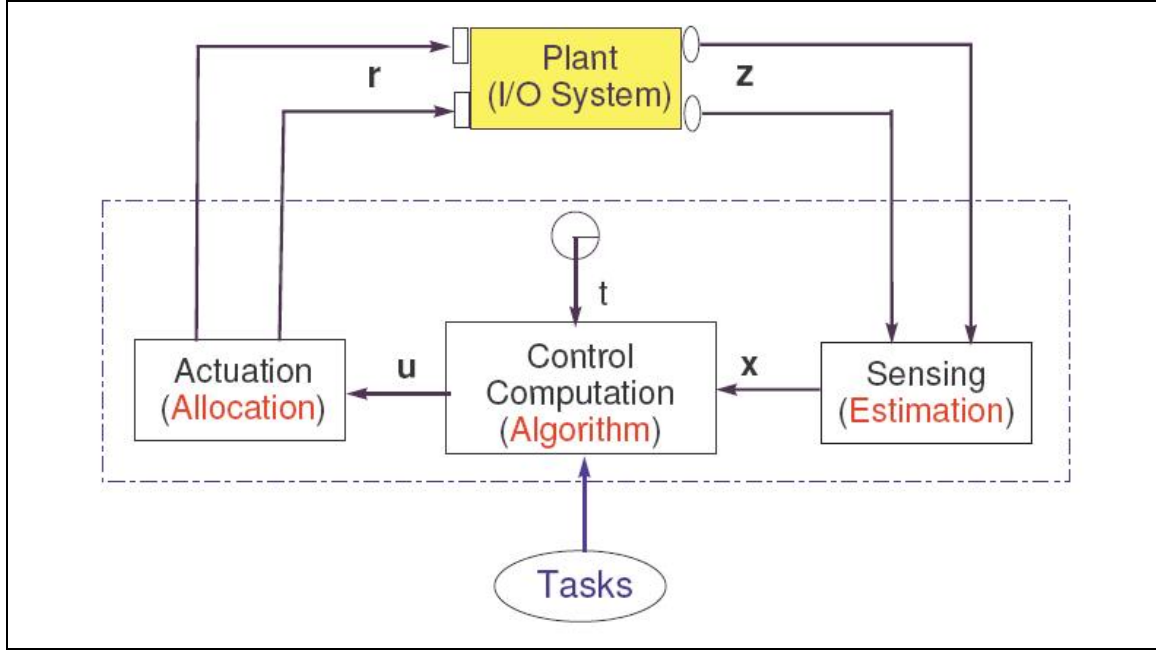 Plant
(I/O System)
r
z
t
Actuation
(Allocation)
u
Control
Computation
(Algorithm)
x
Sensing
(Estimation)
Tasks